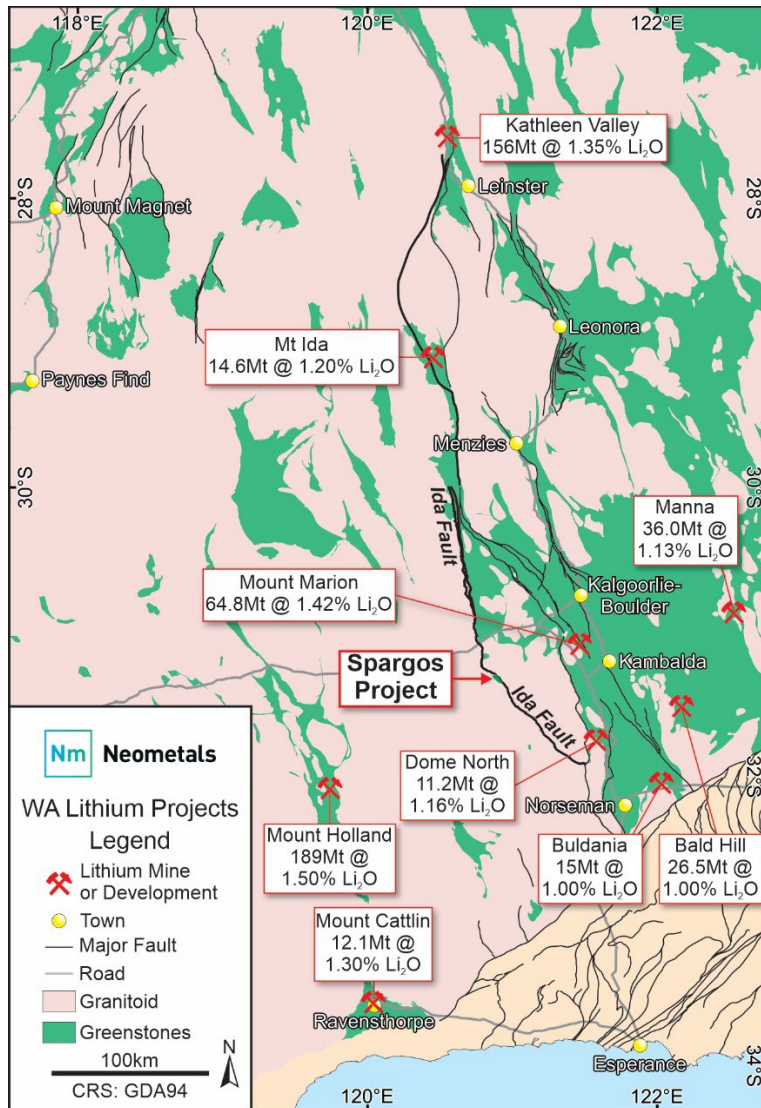 118°E
120°E
122°E
Kathleen Valley
156Mt @ 1.35% Li₂O
Leinster
28°S
28°S
Mount Magnet
Leonora
Mt Ida
14.6Mt @ 1.20% Li₂O
Paynes Find
Menzies
30°S
30°S
Ida Fault
Manna
36.0Mt @
1.13% Li₂O
Mount Marion
64.8Mt @ 1.42% Li₂O
Kalgoorlie-
Boulder
Kambalda
Spargos
Project
Ida Fault
Dome North
11.2Mt @
1.16% Li₂O
32°S
Norseman
Mount Holland
189Mt @
1.50% Li₂O
Buldania
15Mt @
1.00% Li₂O
Bald Hill
26.5Mt @
1.00% Li₂O
Mount Cattlin
12.1Mt @
1.30% Li₂O
Ravensthorpe
Esperance
34°S
120°E
122°E
Nm Neometals
WA Lithium Projects
Legend
Lithium Mine
or Development
Town
Major Fault
Road
Granitoid
Greenstones
100km
N
CRS: GDA94